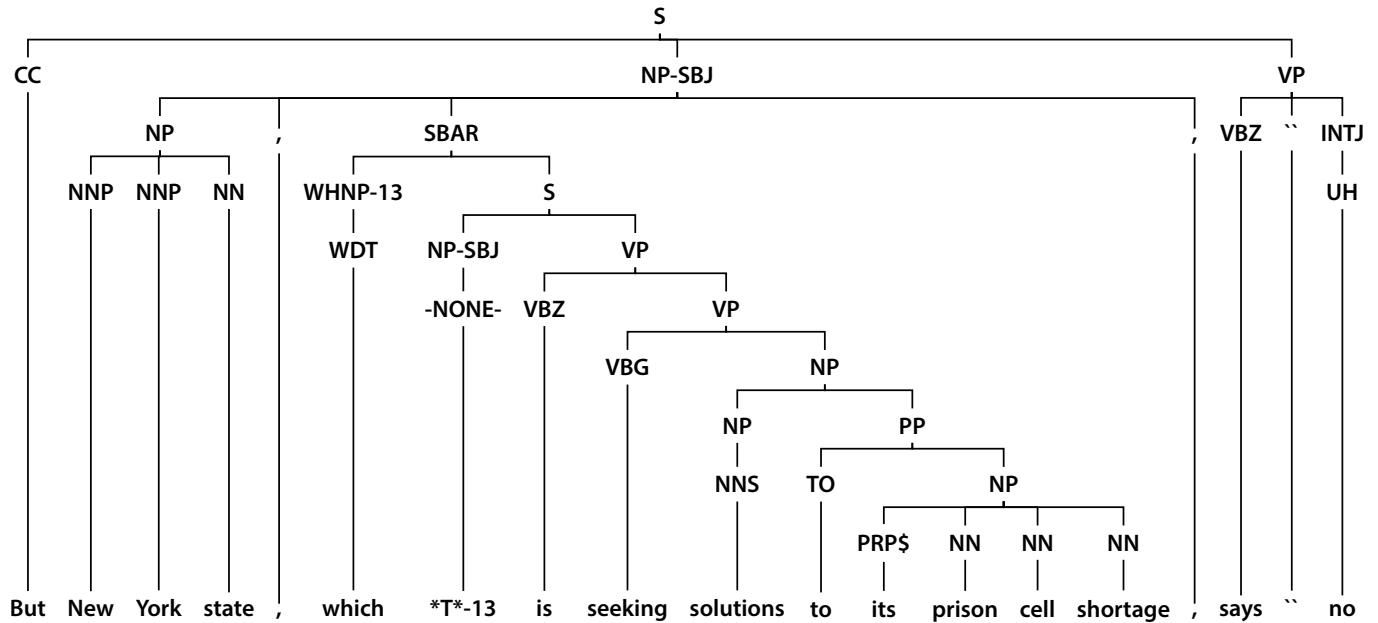 S
CC NP-SBJ VP
NP , SBAR , VBZ `` INTJ
NNP NNP NN WHNP-13 S UH
WDT NP-SBJ VP
-NONE- VBZ VP
VBG NP
NP PP
NNS TO NP
PRP$ NN NN NN
But New York state , which *T*-13 is seeking solutions to its prison cell shortage , says `` no